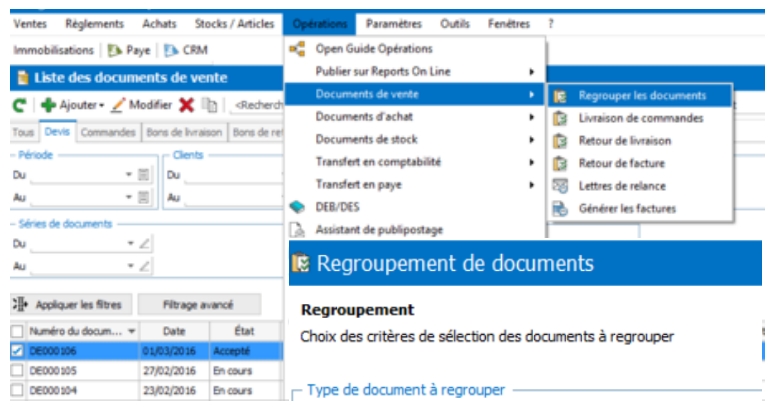 Ventes Règlements Achats Stocks / Articles Opérations Paramètres Outils Fenêtres ?
Immobilisations Paye CRM
Open Guide Opérations
Publier sur Reports On Line
Documents de vente
Documents d'achat
Documents de stock
Transfert en comptabilité
Transfert en paye
DEB/DES
Assistant de publipostage
Regrouper les documents
Livraison de commandes
Retour de livraison
Retour de facture
Lettres de relance
Générer les factures
Liste des documents de vente
Ajouter Modifier <Recherch
Tous Devis Commandes Bons de livraison Bons de ret
Période Clients
Du Du
Au Au
Séries de documents
Du
Au
Appliquer les filtres Filtrage avancé
Numéro du docum... Date État
DE000106 01/03/2016 Accepté
DE000105 27/02/2016 En cours
DE000104 23/02/2016 En cours
Regroupement de documents
Regroupement
Choix des critères de sélection des documents à regrouper
Type de document à regrouper